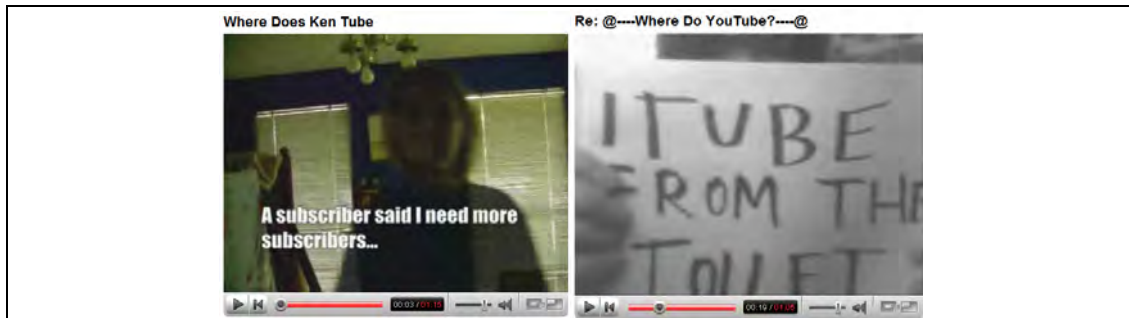 Where Does Ken Tube
A subscriber said I need more
subscribers...
00:03 / 01:15
Re: @----Where Do YouTube?----@
I TUBE
FROM THE
TOILET
00:19 / 01:06